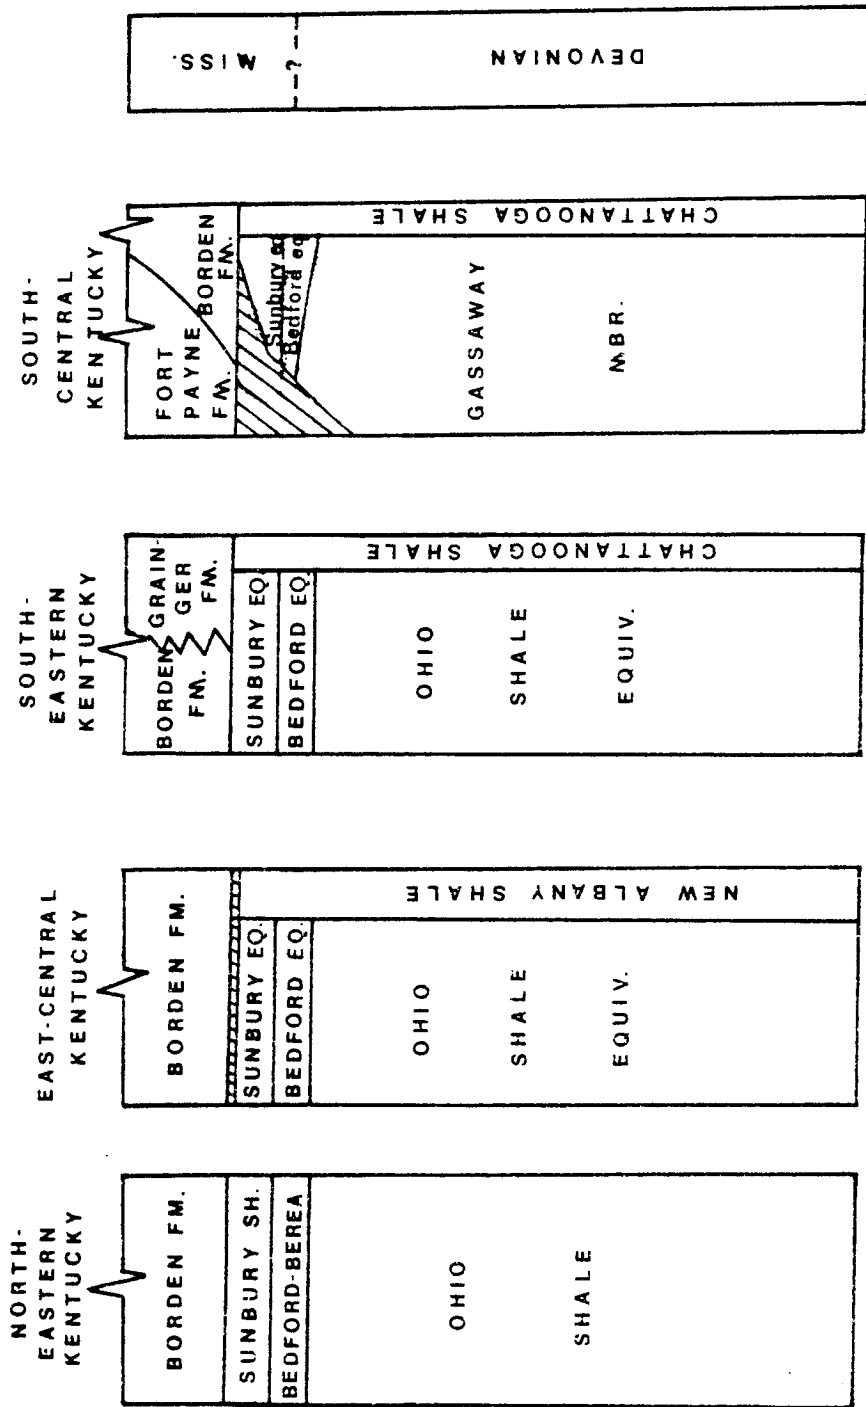 NORTH-
EASTERN
KENTUCKY
BORDEN FM.
SUNBURY SH.
BEDFORD-BEREA
OHIO
SHALE
EAST-CENTRAL
KENTUCKY
BORDEN FM.
SUNBURY EQ.
BEDFORD EQ.
OHIO
SHALE
EQUIV.
NEW ALBANY SHALE
SOUTH-
EASTERN
KENTUCKY
BORDEN
FM.
GRAIN-
GER
FM.
SUNBURY EQ.
BEDFORD EQ.
OHIO
SHALE
EQUIV.
CHATTANOOGA SHALE
SOUTH-
CENTRAL
KENTUCKY
FORT
PAYNE
FM.
BORDEN
FM.
Sunbury eq
Bedford eq
GASSAWAY
MBR.
CHATTANOOGA SHALE
MISS.
?
DEVONIAN